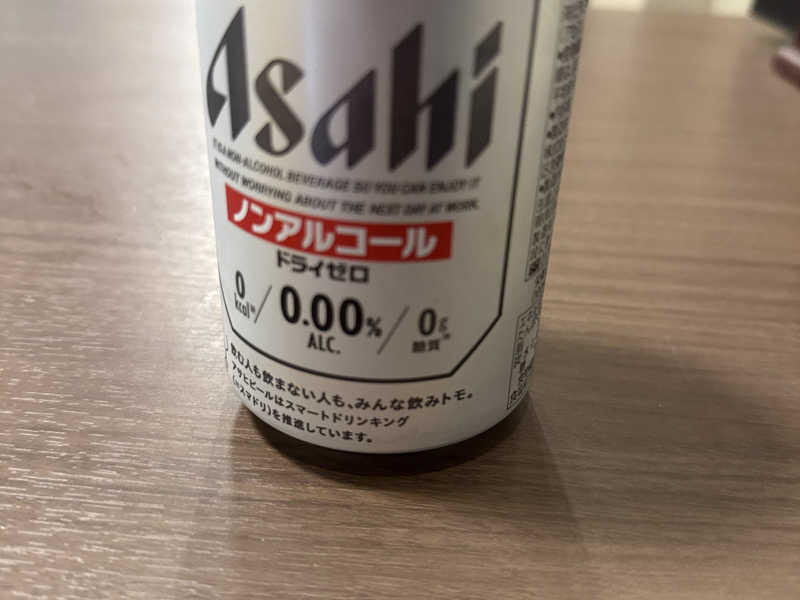 Asahi
IT IS A NON-ALCOHOL BEVERAGE SO YOU CAN ENJOY IT
WITHOUT WORRYING ABOUT THE NEXT DAY AT WORK.
ノンアルコール
ドライゼロ
0 kcal※ / 0.00% ALC. / 0g 糖質※
飲む人も飲まない人も、みんな飲みトモ。
アサヒビールはスマートドリンキング
(=スマドリ)を推進しています。